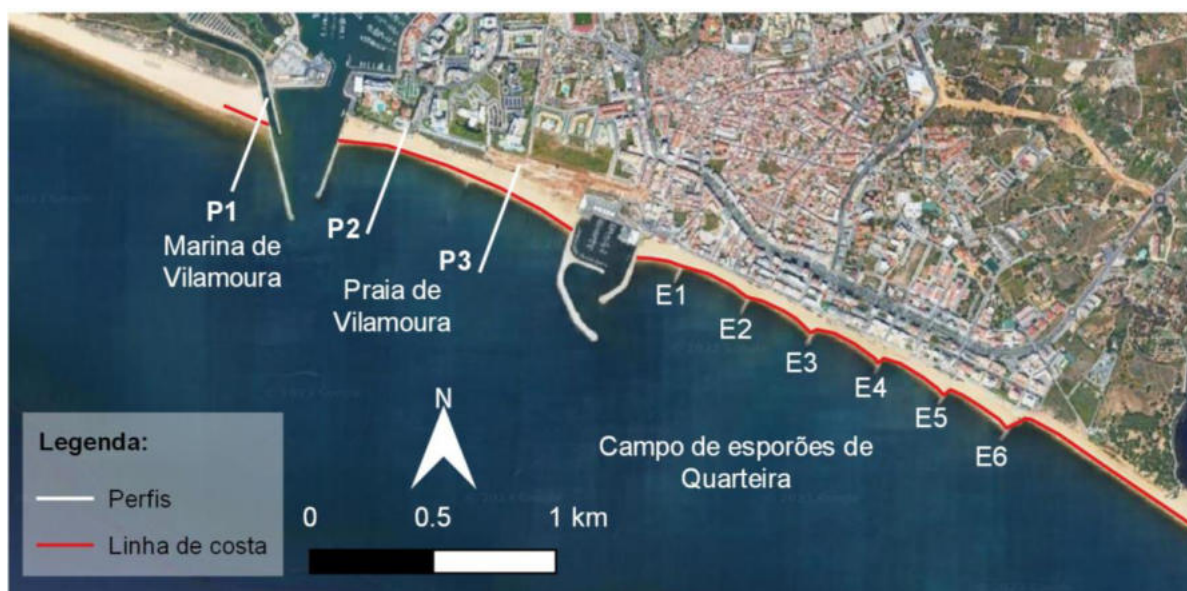 P1
Marina de
Vilamoura
P2
P3
Praia de
Vilamoura
E1
E2
E3
E4
E5
E6
N
Campo de esporões de
Quarteira
0
0.5
1 km
Legenda:
Perfis
Linha de costa